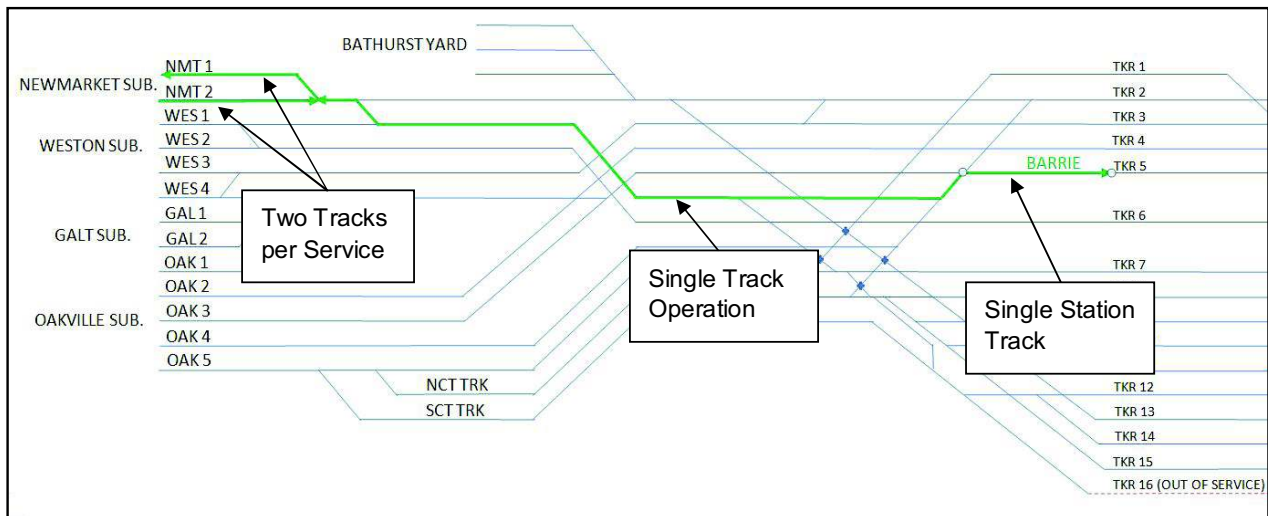 BATHURST YARD
NEWMARKET SUB.
NMT 1
NMT 2
WESTON SUB.
WES 1
WES 2
WES 3
WES 4
GALT SUB.
GAL 1
GAL 2
OAKVILLE SUB.
OAK 1
OAK 2
OAK 3
OAK 4
OAK 5
NCT TRK
SCT TRK
Two Tracks
per Service
Single Track
Operation
Single Station
Track
BARRIE
TKR 1
TKR 2
TKR 3
TKR 4
TKR 5
TKR 6
TKR 7
TKR 12
TKR 13
TKR 14
TKR 15
TKR 16 (OUT OF SERVICE)